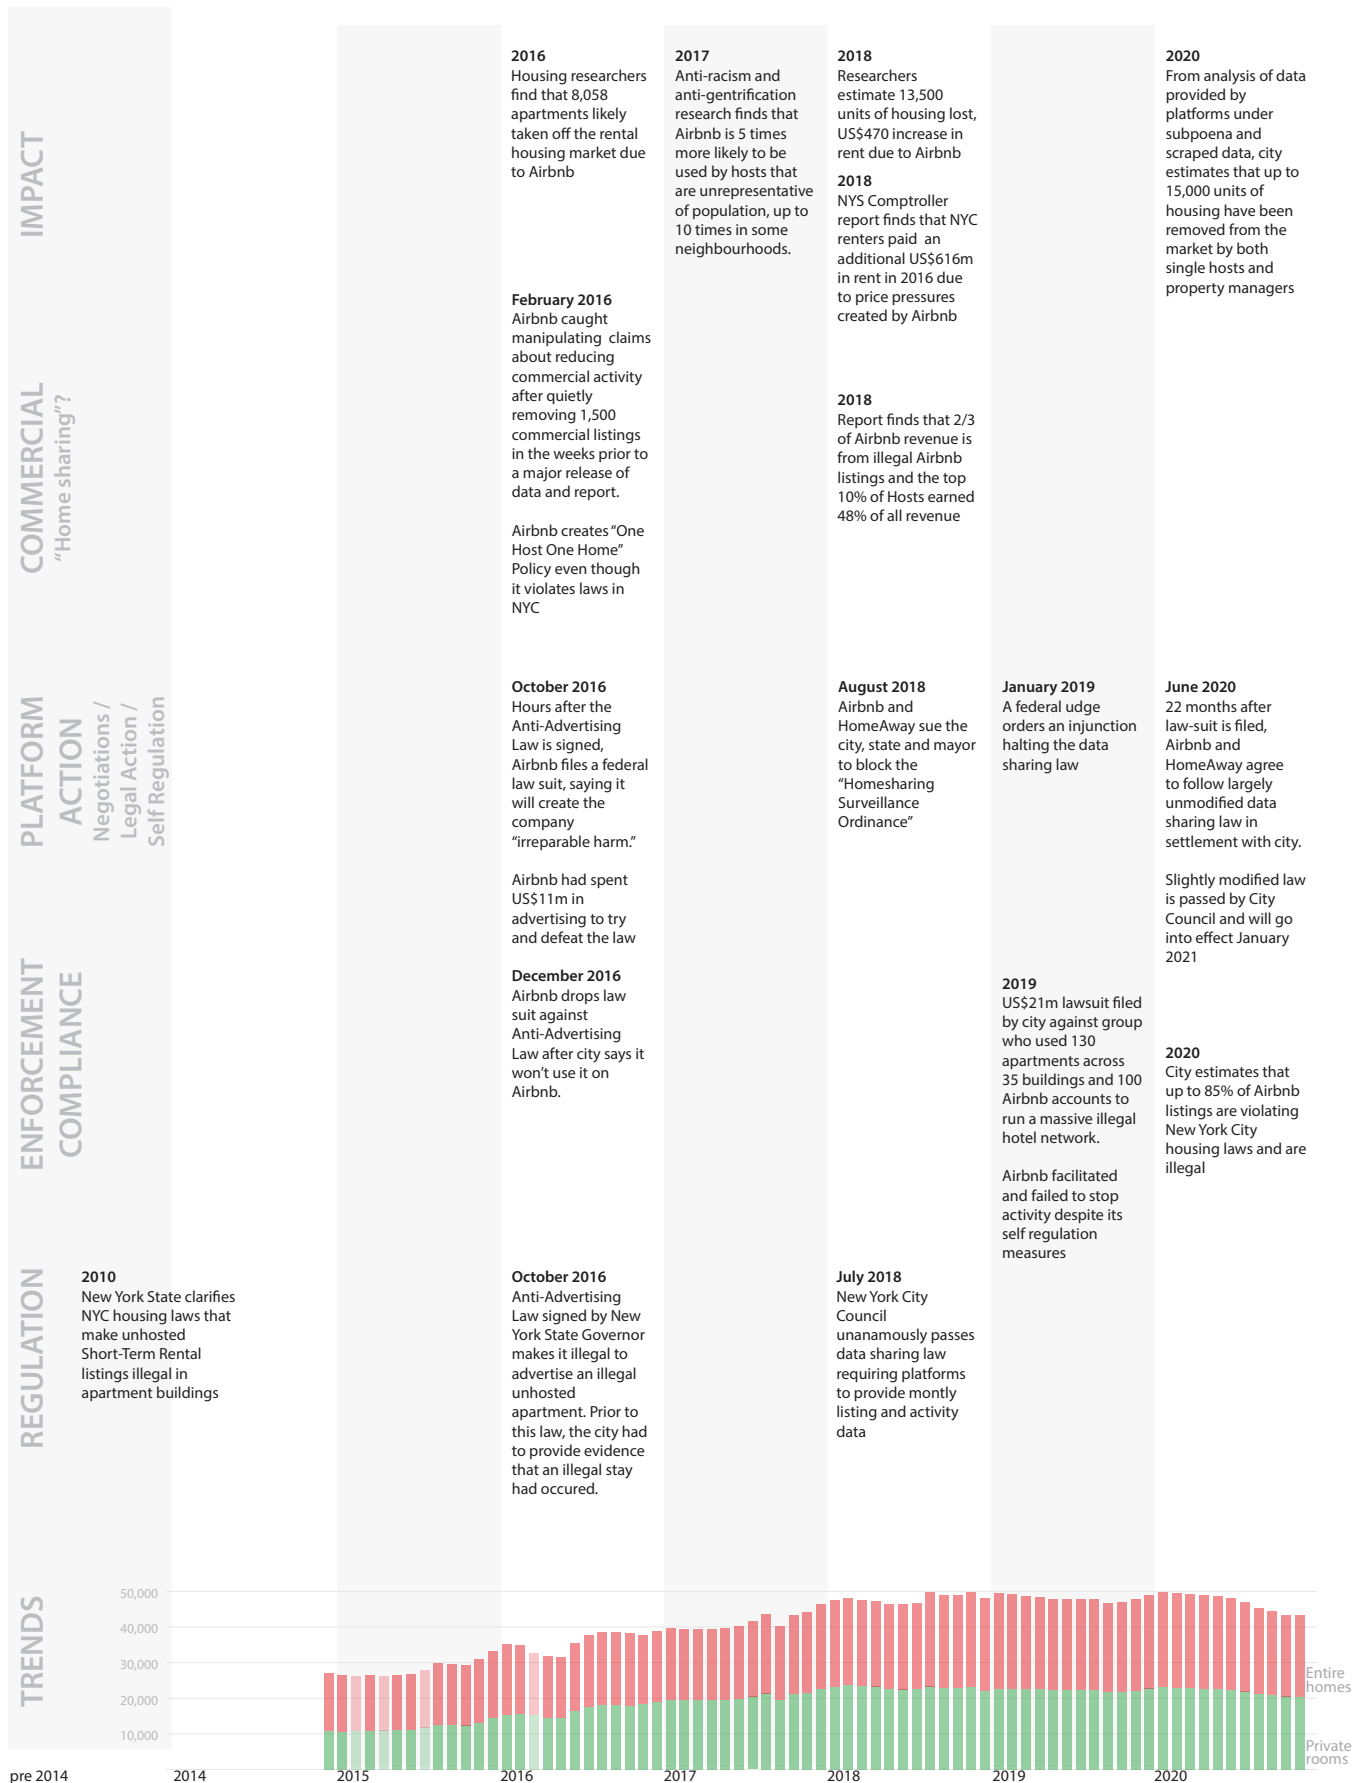 IMPACT
2016
Housing researchers
find that 8,058
apartments likely
taken off the rental
housing market due
to Airbnb
2017
Anti-racism and
anti-gentrification
research finds that
Airbnb is 5 times
more likely to be
used by hosts that
are unrepresentative
of population, up to
10 times in some
neighbourhoods.
2018
Researchers
estimate 13,500
units of housing lost,
US$470 increase in
rent due to Airbnb
2018
NYS Comptroller
report finds that NYC
renters paid an
additional US$616m
in rent in 2016 due
to price pressures
created by Airbnb
2020
From analysis of data
provided by
platforms under
subpoena and
scraped data, city
estimates that up to
15,000 units of
housing have been
removed from the
market by both
single hosts and
property managers
COMMERCIAL
“Home sharing”?
February 2016
Airbnb caught
manipulating claims
about reducing
commercial activity
after quietly
removing 1,500
commercial listings
in the weeks prior to
a major release of
data and report.
Airbnb creates “One
Host One Home”
Policy even though
it violates laws in
NYC
2018
Report finds that 2/3
of Airbnb revenue is
from illegal Airbnb
listings and the top
10% of Hosts earned
48% of all revenue
PLATFORM
ACTION
Negotiations /
Legal Action /
Self Regulation
October 2016
Hours after the
Anti-Advertising
Law is signed,
Airbnb files a federal
law suit, saying it
will create the
company
“irreparable harm.”
Airbnb had spent
US$11m in
advertising to try
and defeat the law
August 2018
Airbnb and
HomeAway sue the
city, state and mayor
to block the
“Homesharing
Surveillance
Ordinance”
January 2019
A federal udge
orders an injunction
halting the data
sharing law
June 2020
22 months after
law-suit is filed,
Airbnb and
HomeAway agree
to follow largely
unmodified data
sharing law in
settlement with city.
Slightly modified law
is passed by City
Council and will go
into effect January
2021
ENFORCEMENT
COMPLIANCE
December 2016
Airbnb drops law
suit against
Anti-Advertising
Law after city says it
won’t use it on
Airbnb.
2019
US$21m lawsuit filed
by city against group
who used 130
apartments across
35 buildings and 100
Airbnb accounts to
run a massive illegal
hotel network.
Airbnb facilitated
and failed to stop
activity despite its
self regulation
measures
2020
City estimates that
up to 85% of Airbnb
listings are violating
New York City
housing laws and are
illegal
REGULATION
2010
New York State clarifies
NYC housing laws that
make unhosted
Short-Term Rental
listings illegal in
apartment buildings
October 2016
Anti-Advertising
Law signed by New
York State Governor
makes it illegal to
advertise an illegal
unhosted
apartment. Prior to
this law, the city had
to provide evidence
that an illegal stay
had occured.
July 2018
New York City
Council
unanamously passes
data sharing law
requiring platforms
to provide montly
listing and activity
data
TRENDS
50,000
40,000
30,000
20,000
10,000
Entire
homes
Private
rooms
pre 2014
2014
2015
2016
2017
2018
2019
2020